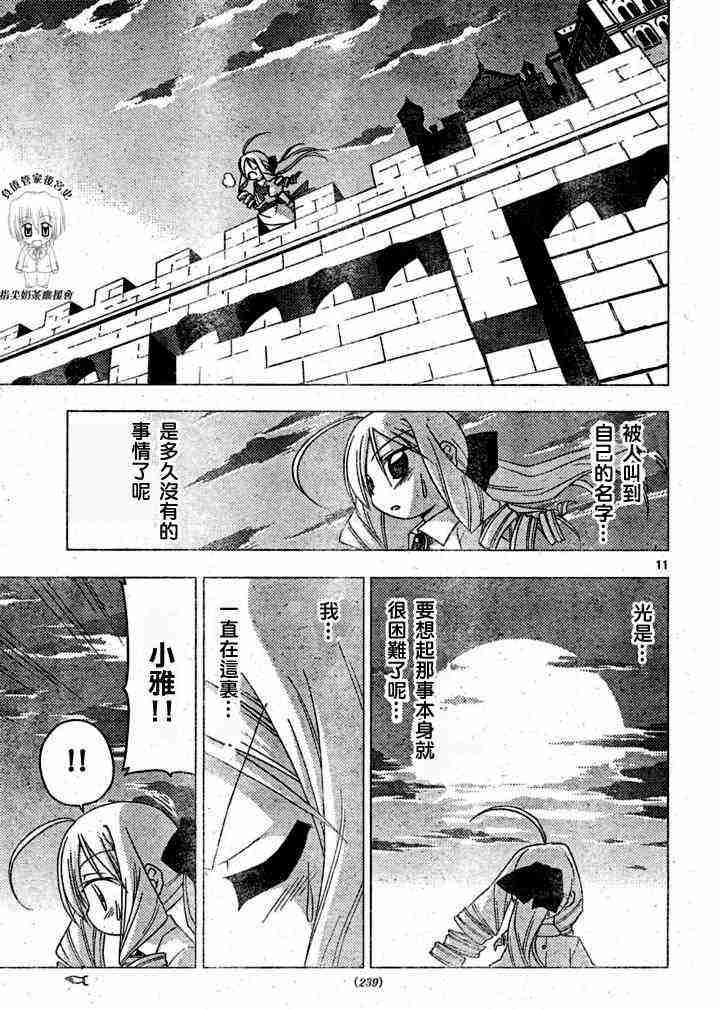 負債管家後宮史
指尖奶茶應援會
被人叫到
自己的名字…
是多久沒有的
事情了呢
11
光是…
要想起那事本身就
很困難了呢…
我…
一直在這裏…
小雅!!
!!
(239)